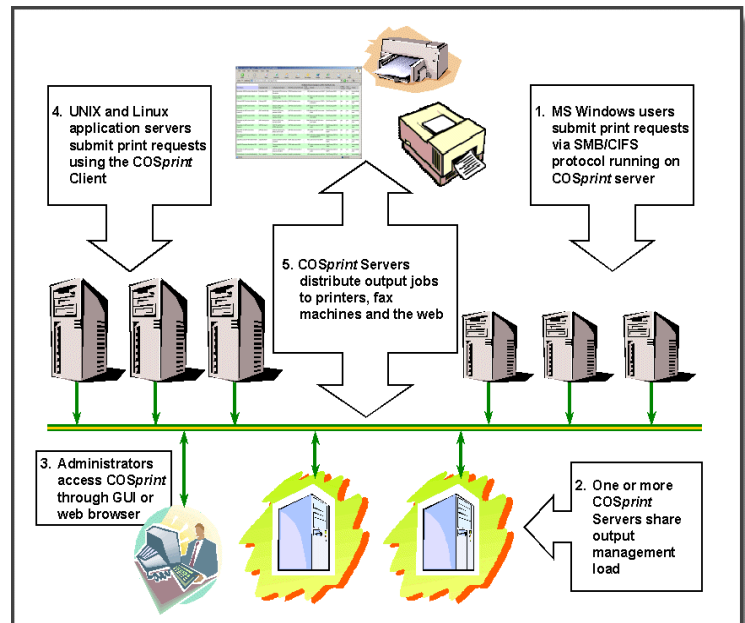 4. UNIX and Linux
application servers
submit print requests
using the COSprint
Client
1. MS Windows users
submit print requests
via SMB/CIFS
protocol running on
COSprint server
5. COSprint Servers
distribute output jobs
to printers, fax
machines and the web
3. Administrators
access COSprint
through GUI or
web browser
2. One or more
COSprint
Servers share
output
management
load